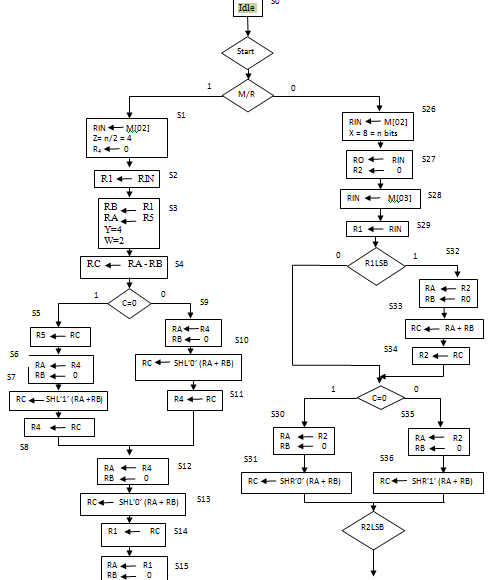 Idle
S0
Start
M/R
1
0
S1
RIN ← M[02]
Z= n/2 = 4
R4 ← 0
S2
R1 ← RIN
S3
RB ← R1
RA ← R5
Y=4
W=2
RC ← RA - RB
S4
C=0
1
0
S5
R5 ← RC
S6
RA ← R4
RB ← 0
S7
RC ← SHL'1' (RA +RB)
R4 ← RC
S8
S9
RA ← R4
RB ← 0
S10
RC ← SHL'0' (RA + RB)
R4 ← RC
S11
RA ← R4
RB ← 0
S12
RC ← SHL'0' (RA + RB)
S13
R1 ← RC
S14
RA ← R1
RB ← 0
S15
S26
RIN ← M[02]
X = 8 = n bits
RO ← RIN
R2 ← 0
S27
RIN ← M[03]
S28
R1 ← RIN
S29
R1LSB
0
1
S32
RA ← R2
RB ← R0
S33
RC ← RA + RB
S34
R2 ← RC
C=0
1
0
S30
RA ← R2
RB ← 0
S31
RC ← SHR'0' (RA + RB)
S35
RA ← R2
RB ← 0
S36
RC ← SHR'1' (RA + RB)
R2LSB